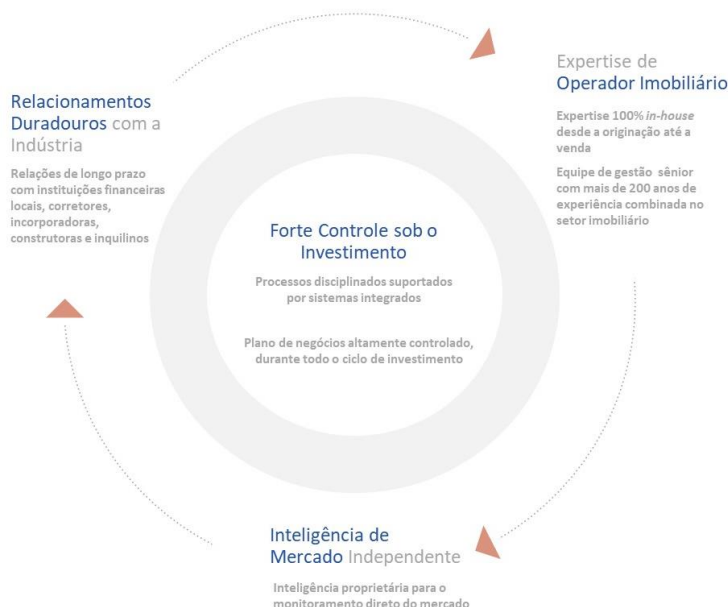 Relacionamentos
Duradouros com a
Indústria
Relações de longo prazo
com instituições financeiras
locais, corretores,
incorporadoras,
construtoras e inquilinos
Expertise de
Operador Imobiliário
Expertise 100% in-house
desde a originação até a
venda
Equipe de gestão sênior
com mais de 200 anos de
experiência combinada no
setor imobiliário
Forte Controle sob o
Investimento
Processos disciplinados suportados
por sistemas integrados
Plano de negócios altamente controlado,
durante todo o ciclo de investimento
Inteligência de
Mercado Independente
Inteligência proprietária para o
monitoramento direto do mercado